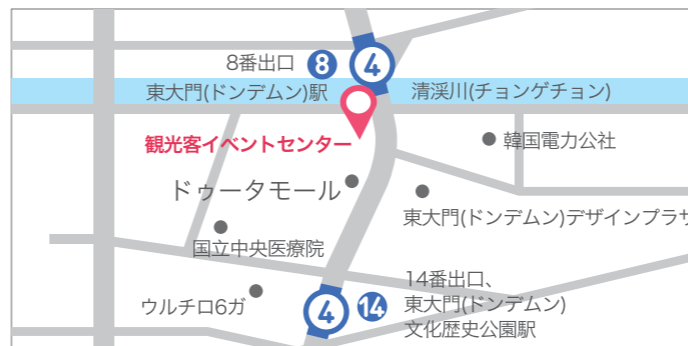 8番出口 8 4
東大門(ドンデムン)駅
清渓川(チョンゲチョン)
観光客イベントセンター
韓国電力公社
ドゥータモール
東大門(ドンデムン)デザインプラザ
国立中央医療院
ウルチロ6ガ
4 14
14番出口、
東大門(ドンデムン)
文化歴史公園駅